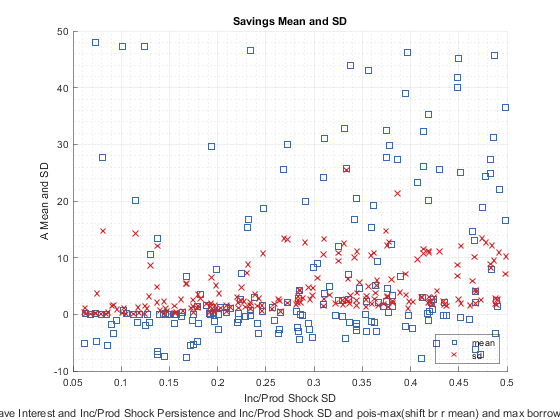 Savings Mean and SD
50
40
30
20
10
0
-10
A Mean and SD
mean
sd
0.05
0.1
0.15
0.2
0.25
0.3
0.35
0.4
0.45
0.5
Inc/Prod Shock SD
ave Interest and Inc/Prod Shock Persistence and Inc/Prod Shock SD and pois-max(shift br r mean) and max borrow